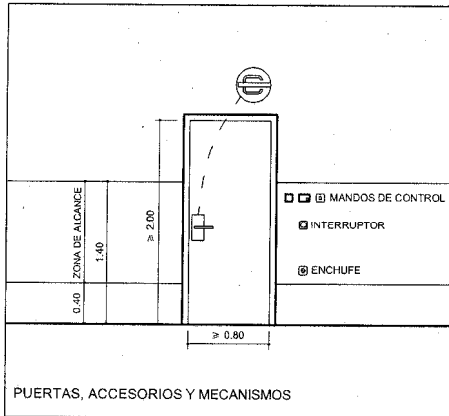 ≥ 2.00
ZONA DE ALCANCE
1.40
0.40
MANDOS DE CONTROL
INTERRUPTOR
ENCHUFE
≥ 0.80
PUERTAS, ACCESORIOS Y MECANISMOS